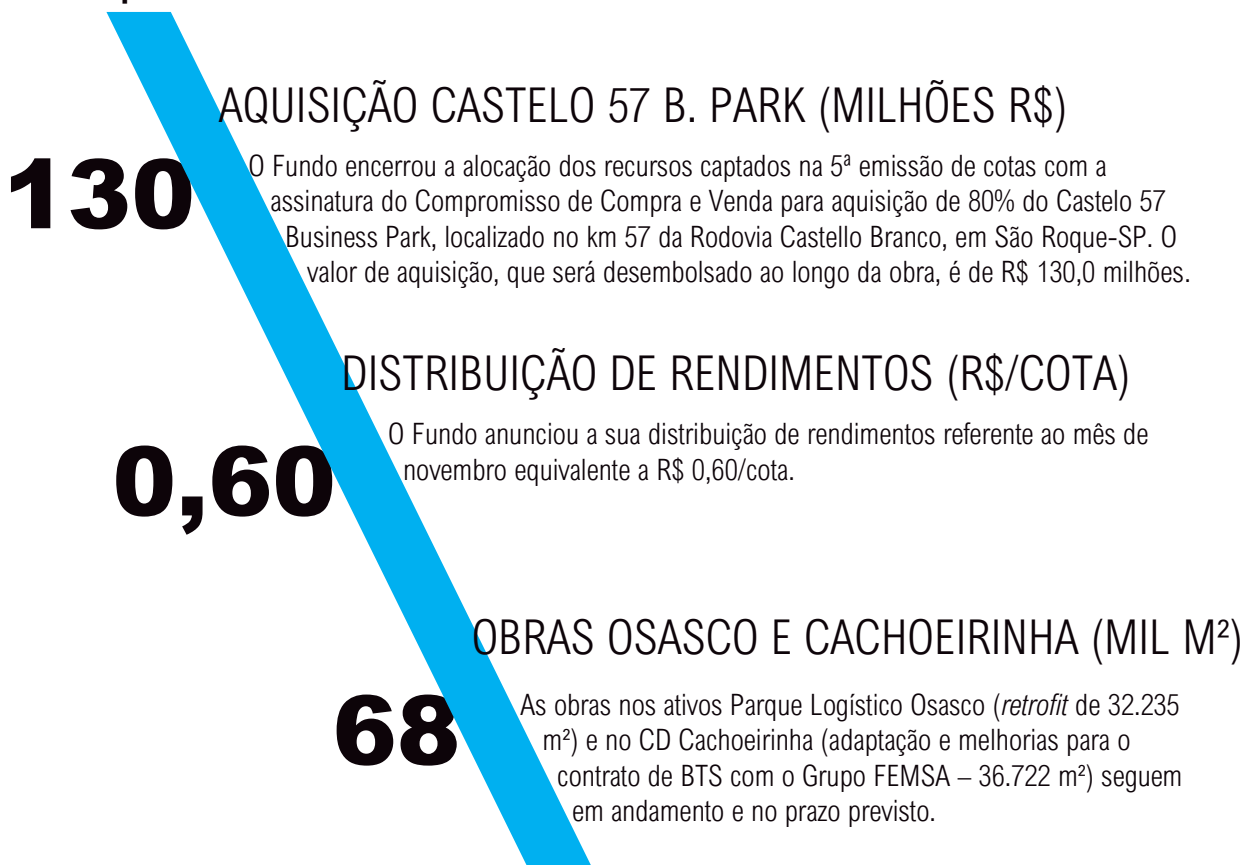 AQUISIÇÃO CASTELO 57 B. PARK (MILHÕES R$)
130
O Fundo encerrou a alocação dos recursos captados na 5ª emissão de cotas com a
assinatura do Compromisso de Compra e Venda para aquisição de 80% do Castelo 57
Business Park, localizado no km 57 da Rodovia Castello Branco, em São Roque-SP. O
valor de aquisição, que será desembolsado ao longo da obra, é de R$ 130,0 milhões.
DISTRIBUIÇÃO DE RENDIMENTOS (R$/COTA)
0,60
O Fundo anunciou a sua distribuição de rendimentos referente ao mês de
novembro equivalente a R$ 0,60/cota.
OBRAS OSASCO E CACHOEIRINHA (MIL M²)
68
As obras nos ativos Parque Logístico Osasco (retrofit de 32.235
m²) e no CD Cachoeirinha (adaptação e melhorias para o
contrato de BTS com o Grupo FEMSA – 36.722 m²) seguem
em andamento e no prazo previsto.